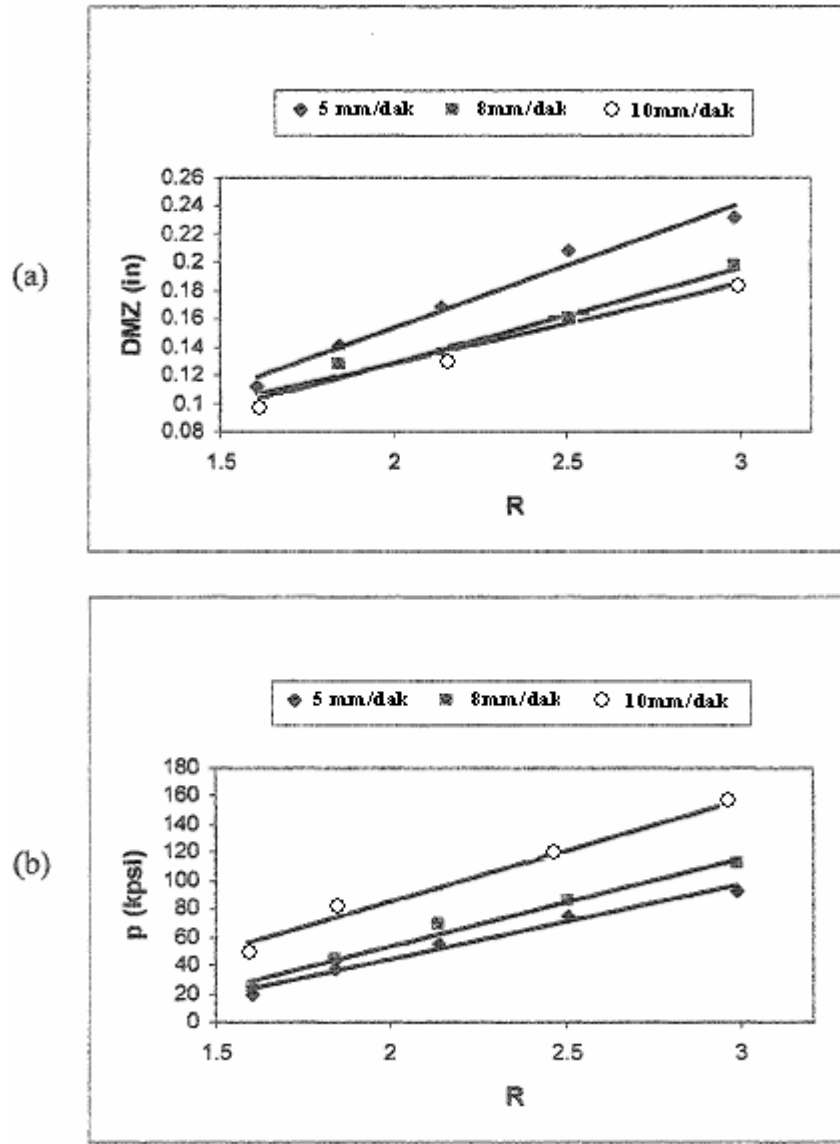 (a)
5 mm/dak 8mm/dak 10mm/dak
DMZ (in)
0.26
0.24
0.22
0.2
0.18
0.16
0.14
0.12
0.1
0.08
1.5 2 2.5 3
R
(b)
5 mm/dak 8mm/dak 10mm/dak
p (kpsi)
180
160
140
120
100
80
60
40
20
0
1.5 2 2.5 3
R